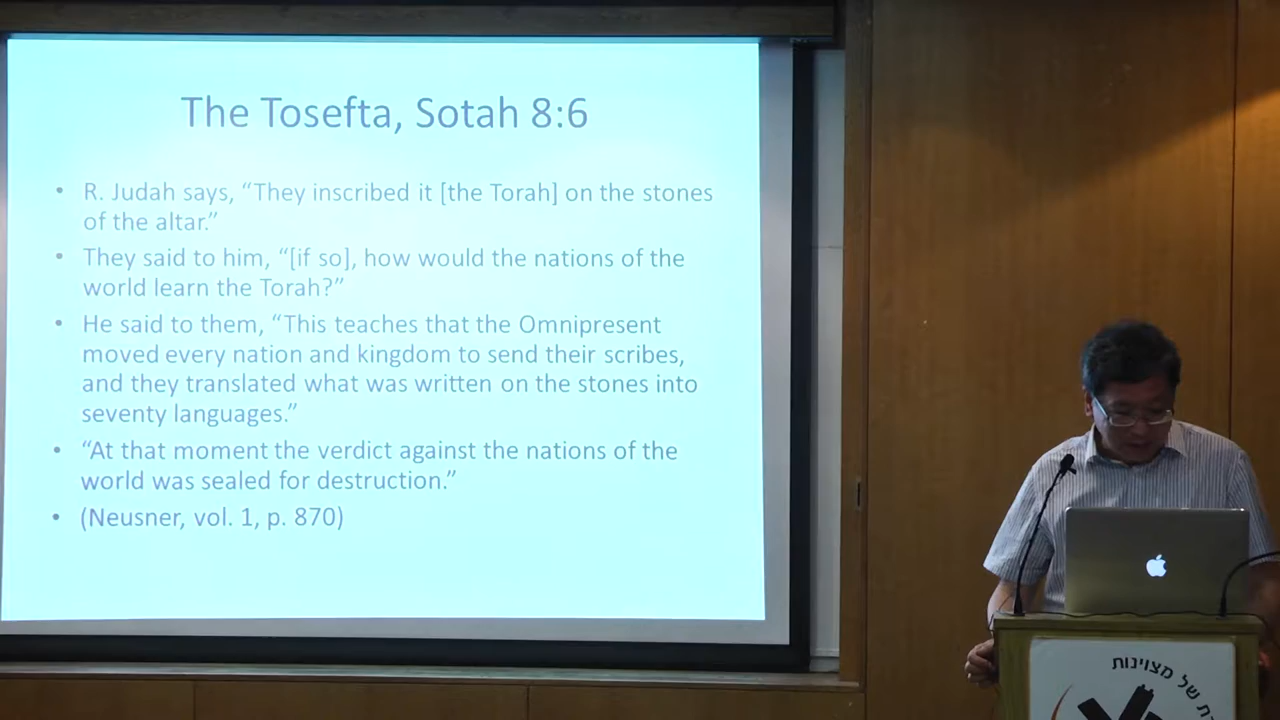 The Tosefta, Sotah 8:6
• R. Judah says, “They inscribed it [the Torah] on the stones
of the altar.”
• They said to him, “[if so], how would the nations of the
world learn the Torah?”
• He said to them, “This teaches that the Omnipresent
moved every nation and kingdom to send their scribes,
and they translated what was written on the stones into
seventy languages.”
• “At that moment the verdict against the nations of the
world was sealed for destruction.”
• (Neusner, vol. 1, p. 870)
של מצוינות